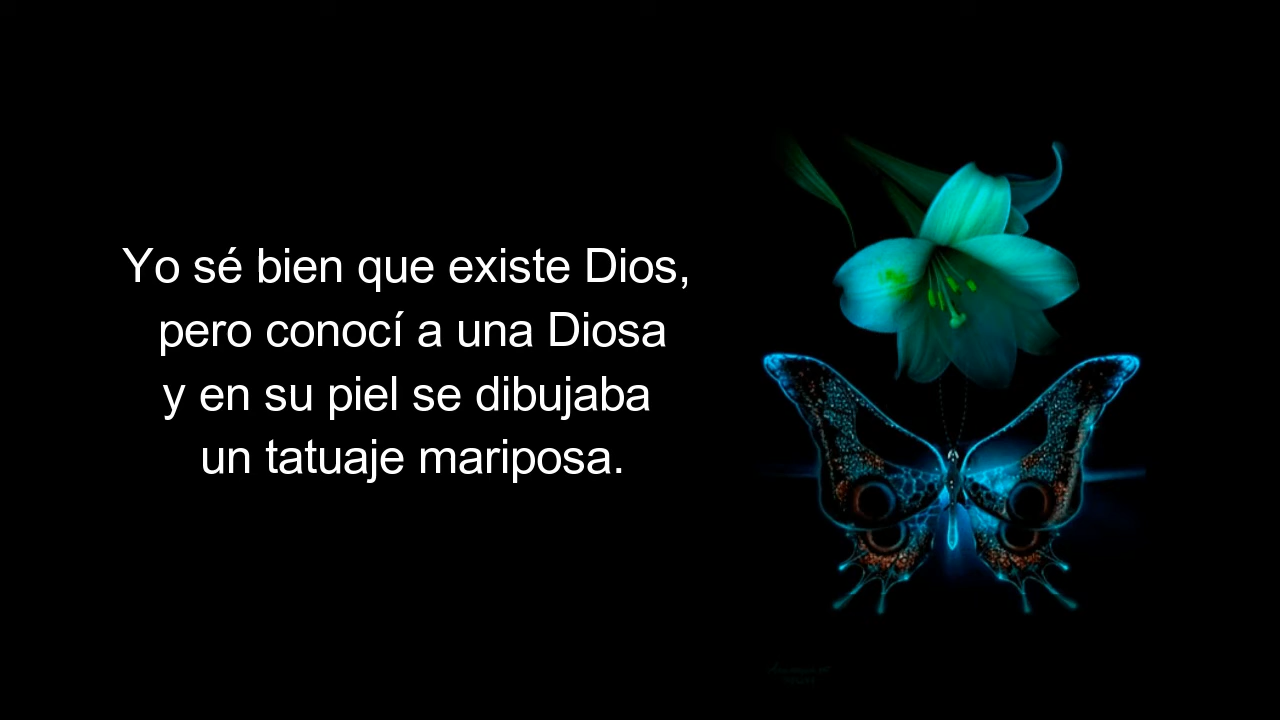 Yo sé bien que existe Dios,
pero conocí a una Diosa
y en su piel se dibujaba
un tatuaje mariposa.